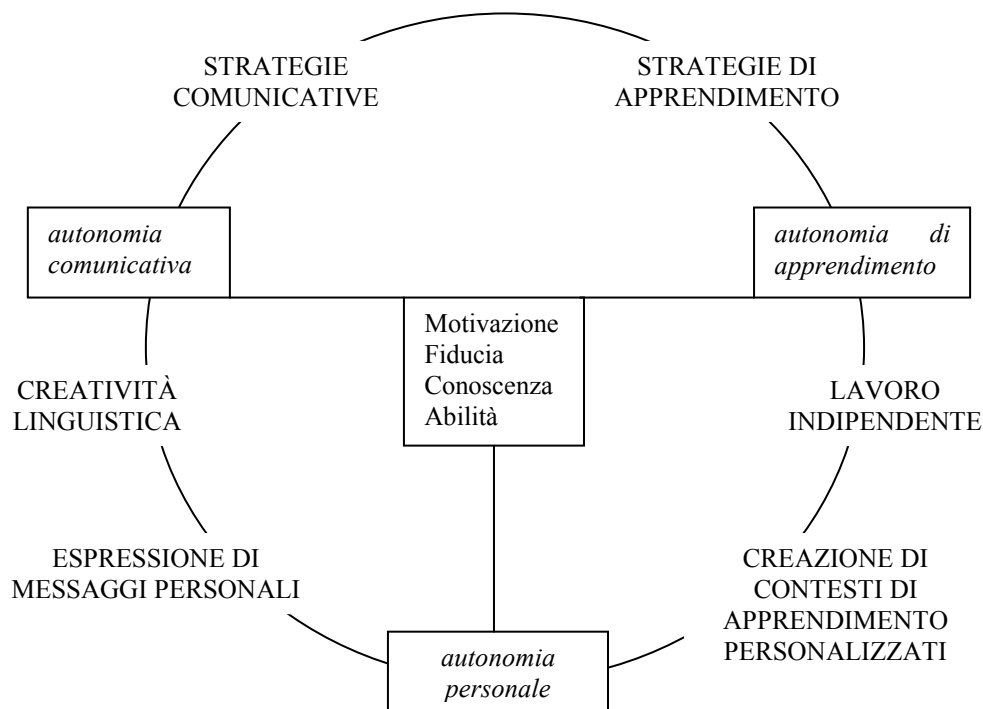 STRATEGIE
COMUNICATIVE
STRATEGIE DI
APPRENDIMENTO
autonomia
comunicativa
autonomia di
apprendimento
Motivazione
Fiducia
Conoscenza
Abilità
CREATIVITÀ
LINGUISTICA
LAVORO
INDIPENDENTE
ESPRESSIONE DI
MESSAGGI PERSONALI
CREAZIONE DI
CONTESTI DI
APPRENDIMENTO
PERSONALIZZATI
autonomia
personale